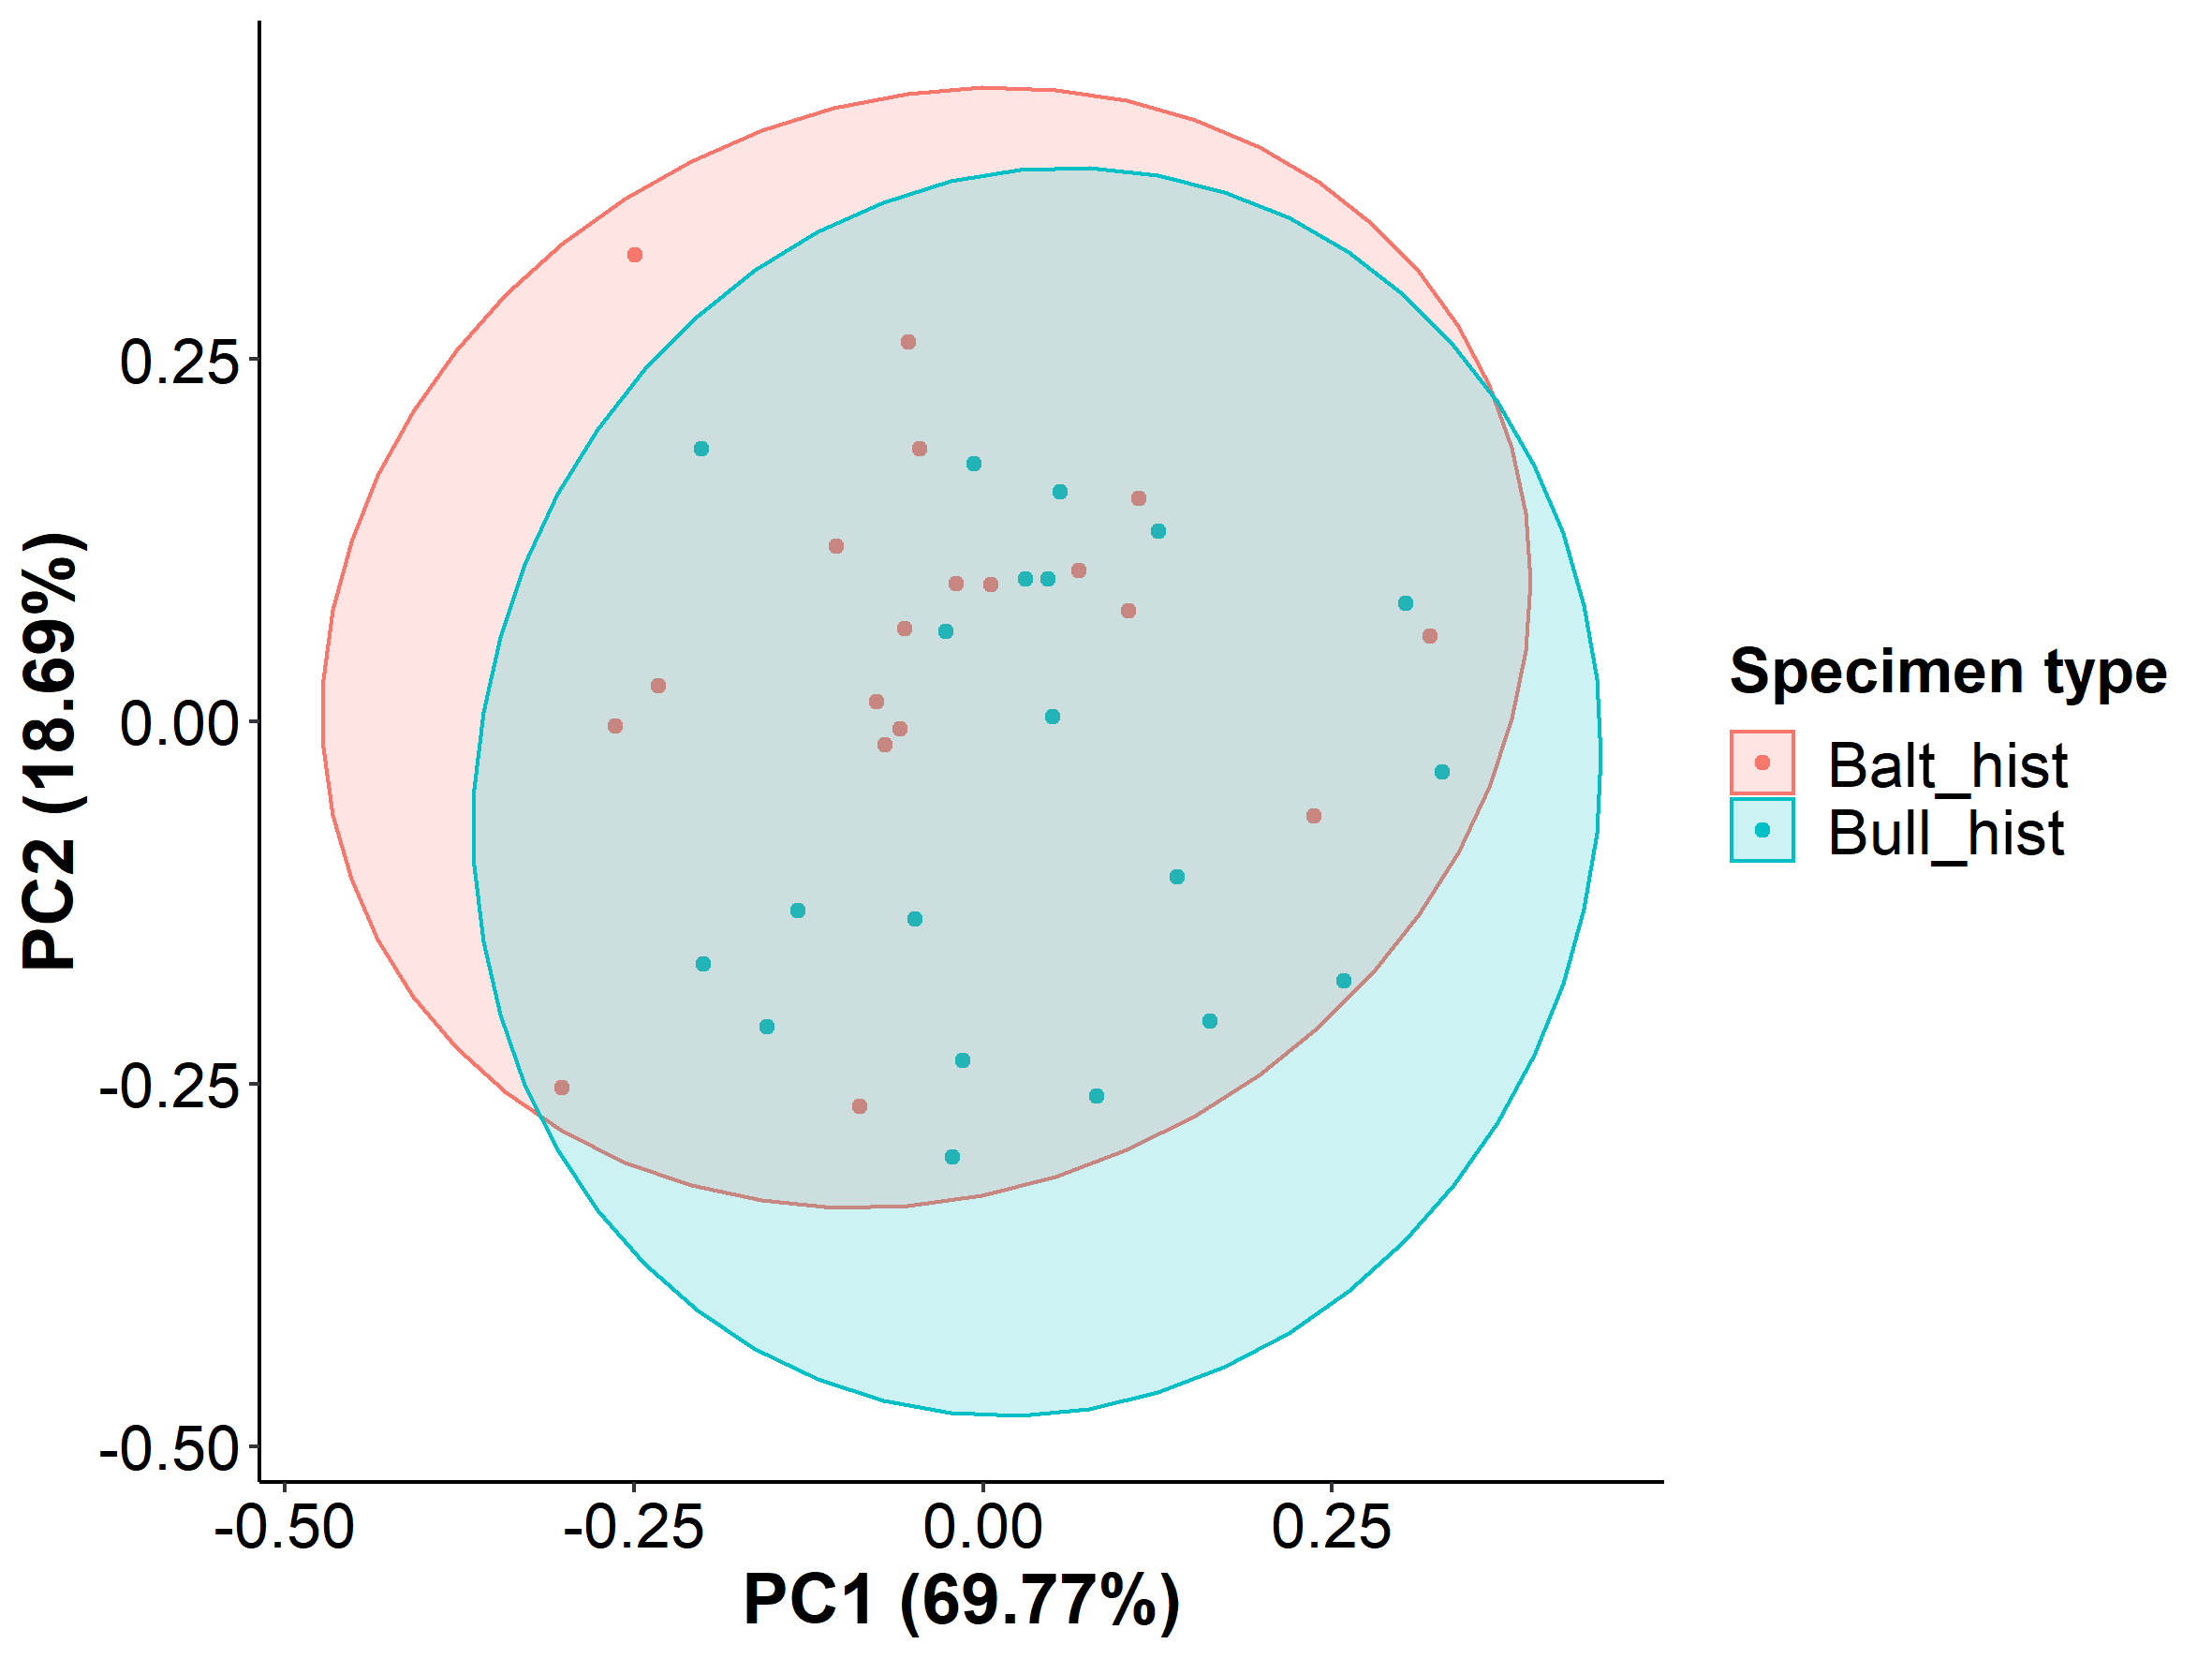 PC2 (18.69%)
0.25
0.00
-0.25
-0.50
-0.50 -0.25 0.00 0.25
PC1 (69.77%)
Specimen type
Balt_hist
Bull_hist